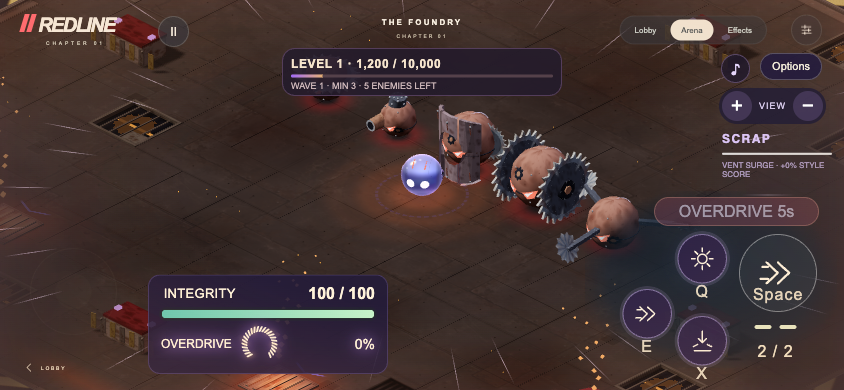 REDLINE
CHAPTER 01
THE FOUNDRY
CHAPTER 01
Lobby Arena Effects
LEVEL 1 · 1,200 / 10,000
WAVE 1 · MIN 3 · 5 ENEMIES LEFT
Options
+ VIEW −
SCRAP
VENT SURGE · +0% STYLE
SCORE
OVERDRIVE 5s
Q
Space
E
X
2 / 2
INTEGRITY 100 / 100
OVERDRIVE 0%
LOBBY